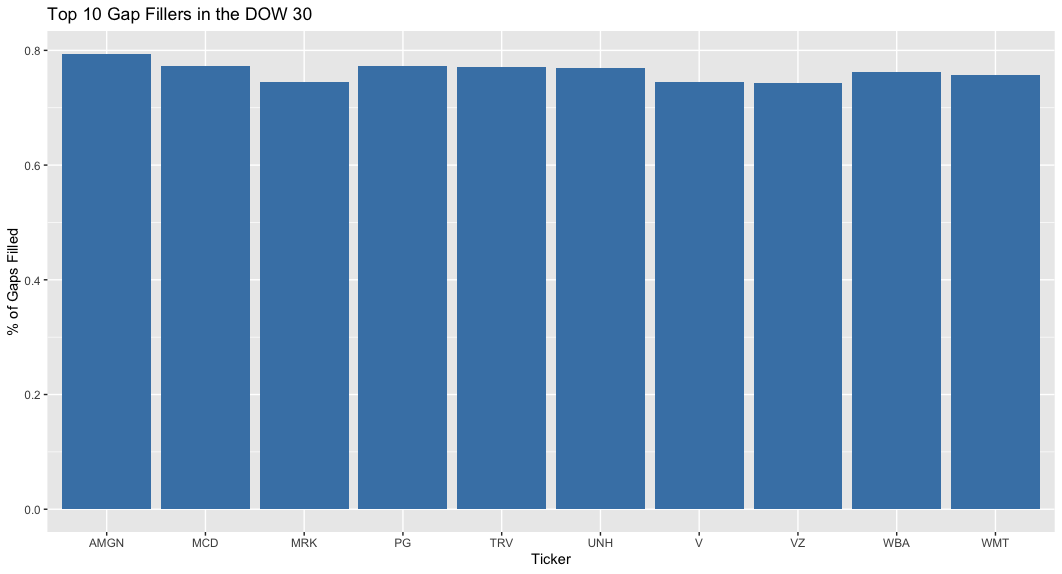 Top 10 Gap Fillers in the DOW 30
% of Gaps Filled
0.8
0.6
0.4
0.2
0.0
AMGN MCD MRK PG TRV UNH V VZ WBA WMT
Ticker